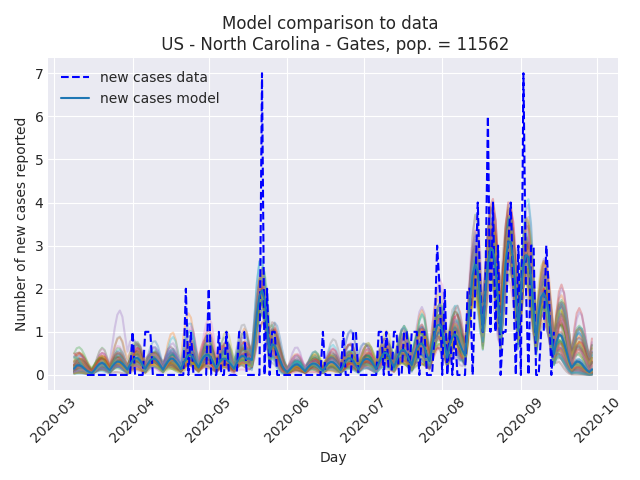 Model comparison to data
US - North Carolina - Gates, pop. = 11562
new cases data
new cases model
Number of new cases reported
7
6
5
4
3
2
1
0
2020-03
2020-04
2020-05
2020-06
2020-07
2020-08
2020-09
2020-10
Day